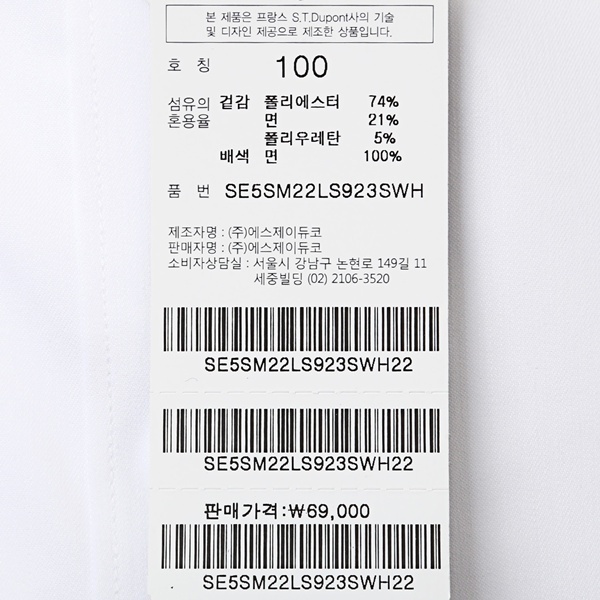 본 제품은 프랑스 S.T.Dupont사의 기술
및 디자인 제공으로 제조한 상품입니다.
호 칭 100
섬유의 겉감 폴리에스터 74%
혼용율 면 21%
폴리우레탄 5%
배색 면 100%
품 번 SE5SM22LS923SWH
제조자명 : (주)에스제이듀코
판매자명 : (주)에스제이듀코
소비자상담실 : 서울시 강남구 논현로 149길 11
세중빌딩 (02) 2106-3520
SE5SM22LS923SWH22
SE5SM22LS923SWH22
판매가격:₩69,000
SE5SM22LS923SWH22